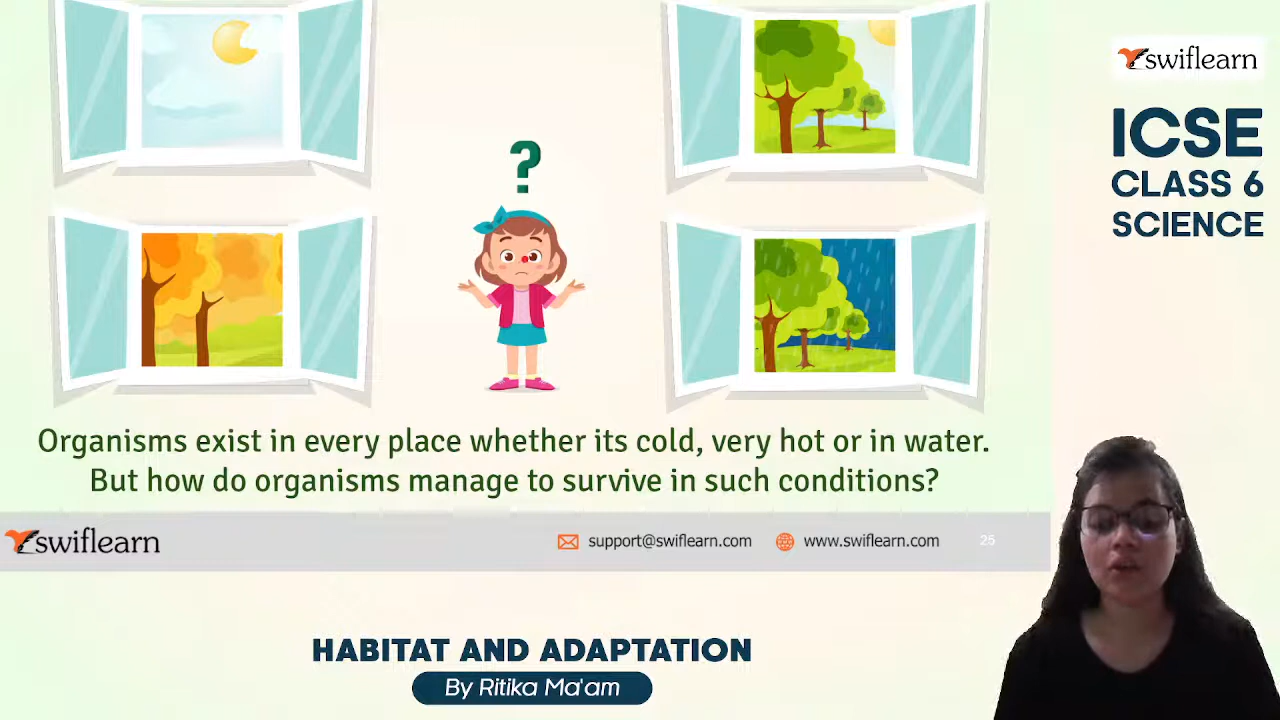 swiflearn
ICSE
CLASS 6
SCIENCE
?
Organisms exist in every place whether its cold, very hot or in water.
But how do organisms manage to survive in such conditions?
swiflearn
support@swiflearn.com
www.swiflearn.com
25
HABITAT AND ADAPTATION
By Ritika Ma'am